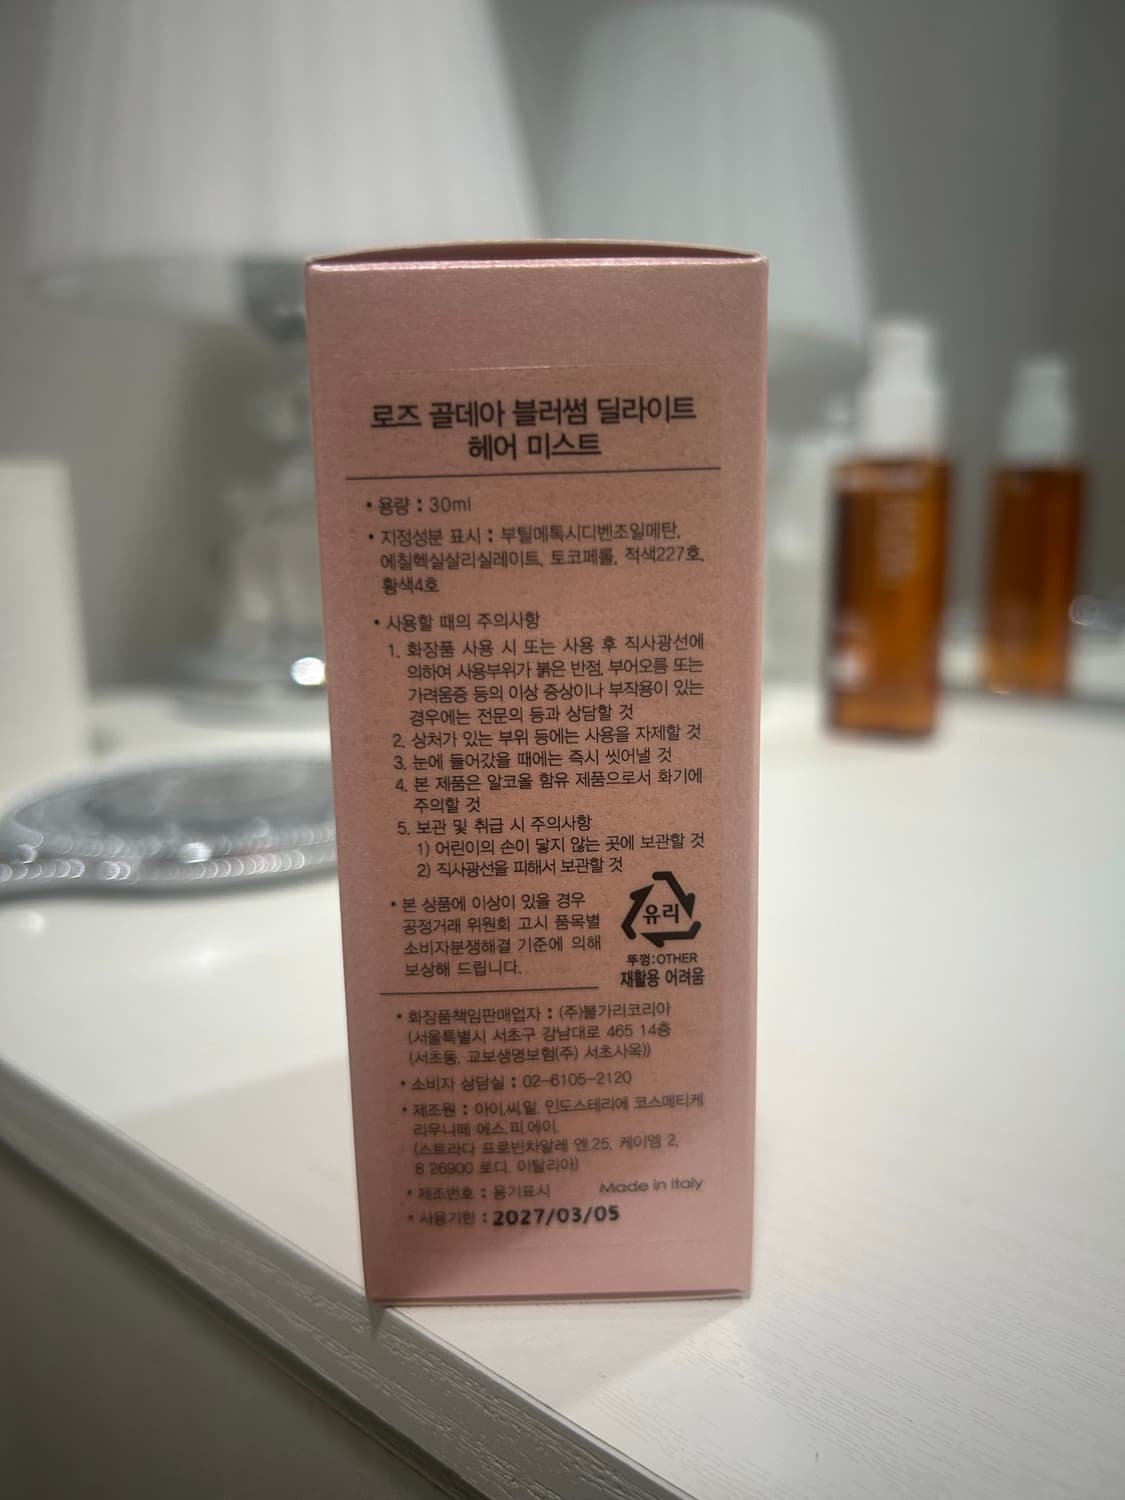 로즈 골데아 블러썸 딜라이트
헤어 미스트
• 용량 : 30ml
• 지정성분 표시 : 부틸메톡시디벤조일메탄,
에칠헥실살리실레이트, 토코페롤, 적색227호,
황색4호
• 사용할 때의 주의사항
1. 화장품 사용 시 또는 사용 후 직사광선에
의하여 사용부위가 붉은 반점, 부어오름 또는
가려움증 등의 이상 증상이나 부작용이 있는
경우에는 전문의 등과 상담할 것
2. 상처가 있는 부위 등에는 사용을 자제할 것
3. 눈에 들어갔을 때에는 즉시 씻어낼 것
4. 본 제품은 알코올 함유 제품으로서 화기에
주의할 것
5. 보관 및 취급 시 주의사항
1) 어린이의 손이 닿지 않는 곳에 보관할 것
2) 직사광선을 피해서 보관할 것
• 본 상품에 이상이 있을 경우
공정거래 위원회 고시 품목별
소비자분쟁해결 기준에 의해
보상해 드립니다.
유리
뚜껑:OTHER
재활용 어려움
• 화장품책임판매업자 : (주)불가리코리아
(서울특별시 서초구 강남대로 465 14층
(서초동, 교보생명보험(주) 서초사옥))
• 소비자 상담실 : 02-6105-2120
• 제조원 : 아이.씨.알. 인도스테리에 코스메티케
리우니떼 에스.피.에이.
(스트라다 프로빈차알레 엔.25, 케이엠 2,
B 26900 로디, 이탈리아)
• 제조번호 : 용기표시 Made in Italy
• 사용기한 : 2027/03/05